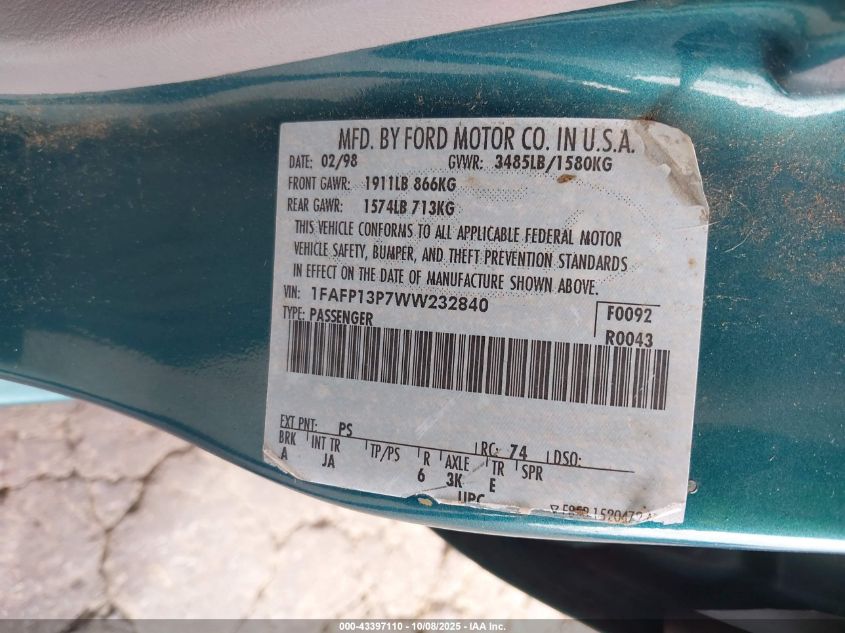 MFD. BY FORD MOTOR CO. IN U.S.A.
DATE: 02/98 GVWR: 3485LB/1580KG
FRONT GAWR: 1911LB 866KG
REAR GAWR: 1574LB 713KG
THIS VEHICLE CONFORMS TO ALL APPLICABLE FEDERAL MOTOR
VEHICLE SAFETY, BUMPER, AND THEFT PREVENTION STANDARDS
IN EFFECT ON THE DATE OF MANUFACTURE SHOWN ABOVE.
VIN: 1FAFP13P7WW232840 F0092
TYPE: PASSENGER R0043
EXT PNT: PS RC: 74 DSO:
BRK INT TR TP/PS R AXLE TR SPR
A JA 6 3K E
UPC
000-43397110 - 10/08/2025 - IAA Inc.